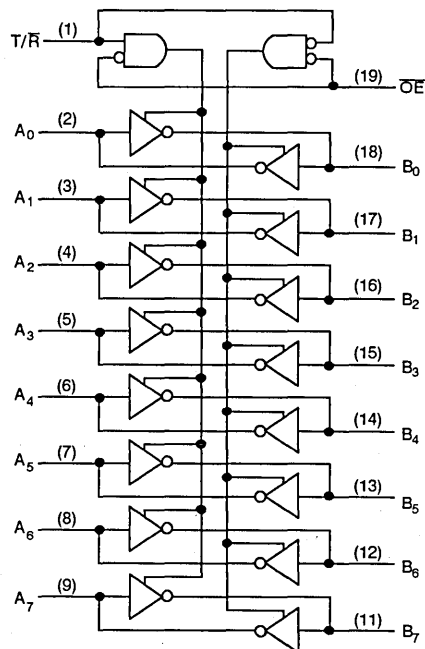 T/R̅ (1)
(19) O̅E̅
A0 (2)
(18) B0
A1 (3)
(17) B1
A2 (4)
(16) B2
A3 (5)
(15) B3
A4 (6)
(14) B4
A5 (7)
(13) B5
A6 (8)
(12) B6
A7 (9)
(11) B7